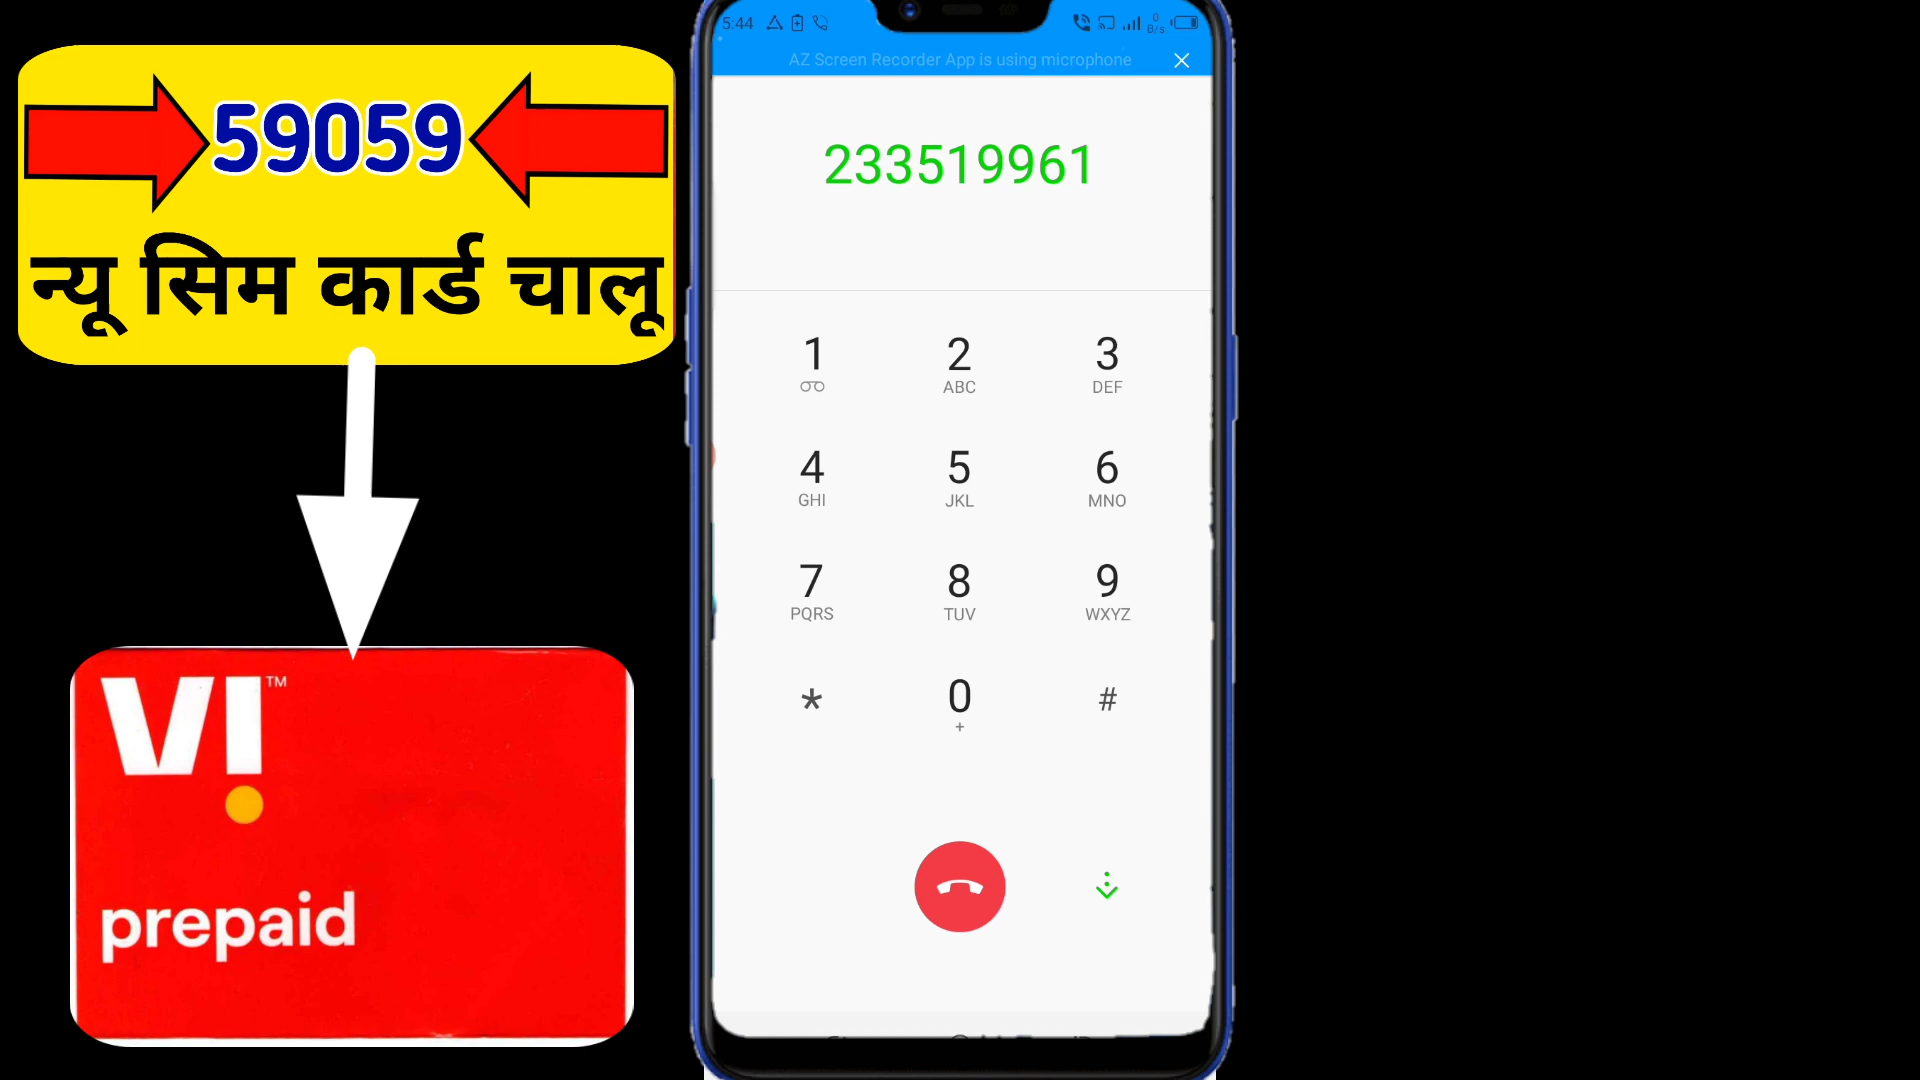 59059
न्यू सिम कार्ड चालू
VI™
prepaid
5:44
0
B/s
AZ Screen Recorder App is using microphone
233519961
1
2
ABC
3
DEF
4
GHI
5
JKL
6
MNO
7
PQRS
8
TUV
9
WXYZ
*
0
+
#